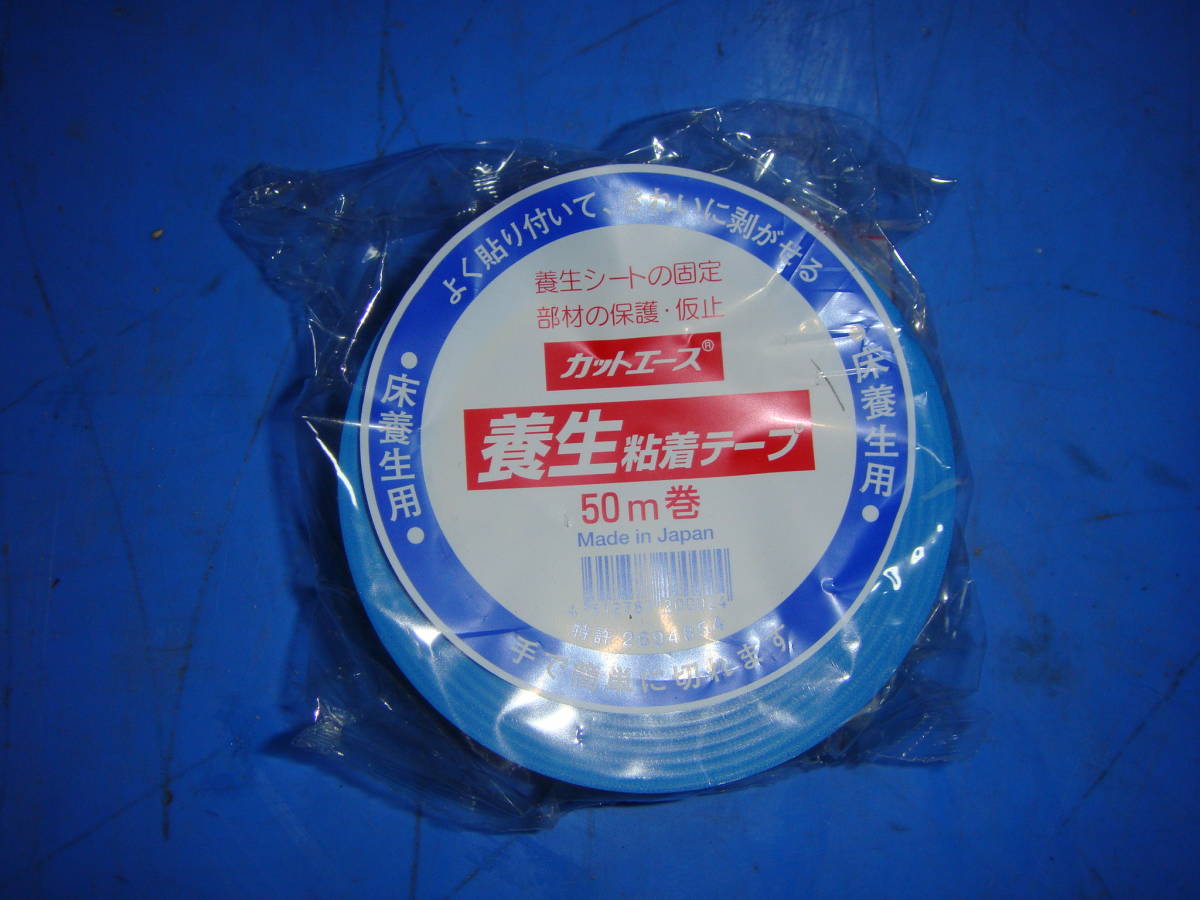 よく貼り付いて、きれいに剥がせる
養生シートの固定
部材の保護・仮止
カットエース®
養生粘着テープ
50m巻
Made in Japan
特許 2694694
手で簡単に切れます
・床養生用・
・床養生用・